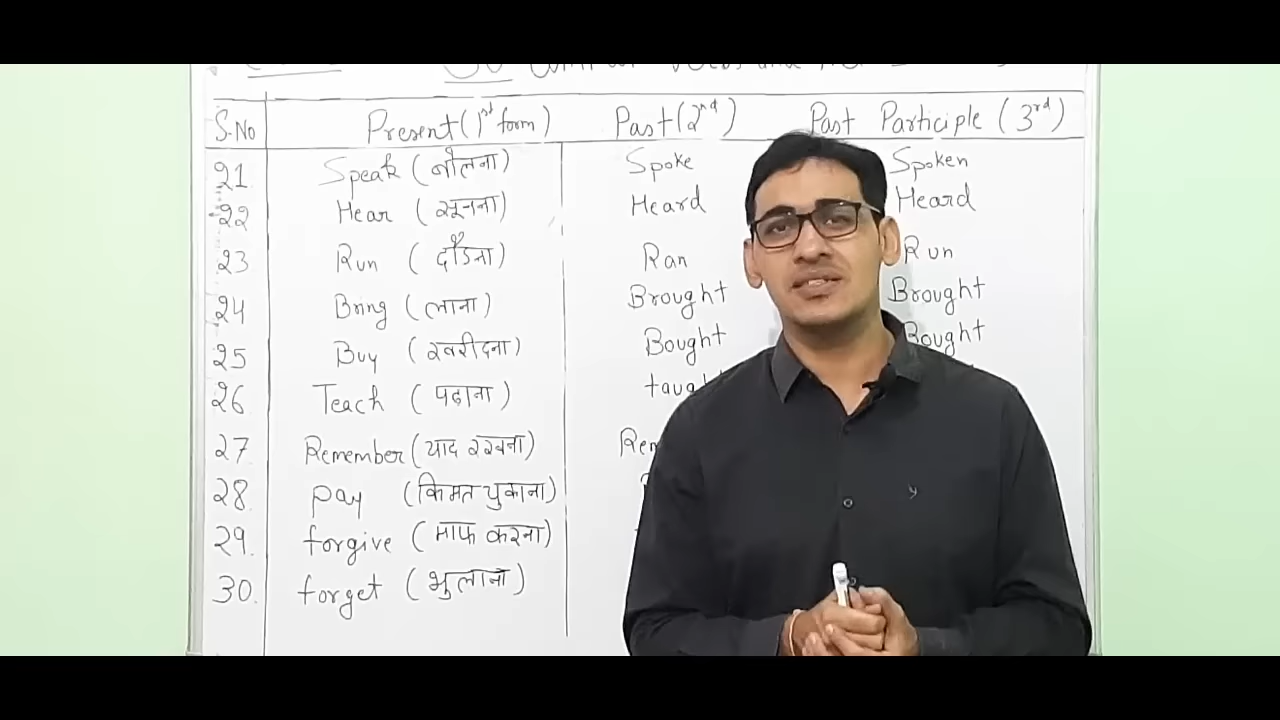 S.No Present (1st form) Past (2nd) Past Participle (3rd)
21 Speak (बोलना) Spoke Spoken
22 Hear (सूनना) Heard Heard
23 Run (दौडना) Ran Run
24 Bring (लाना) Brought Brought
25 Buy (खरीदना) Bought Bought
26 Teach (पढ़ाना)
27 Remember (याद रखना)
28 pay (किमत चुकाना)
29. forgive (माफ करना)
30. forget (भुलाना)